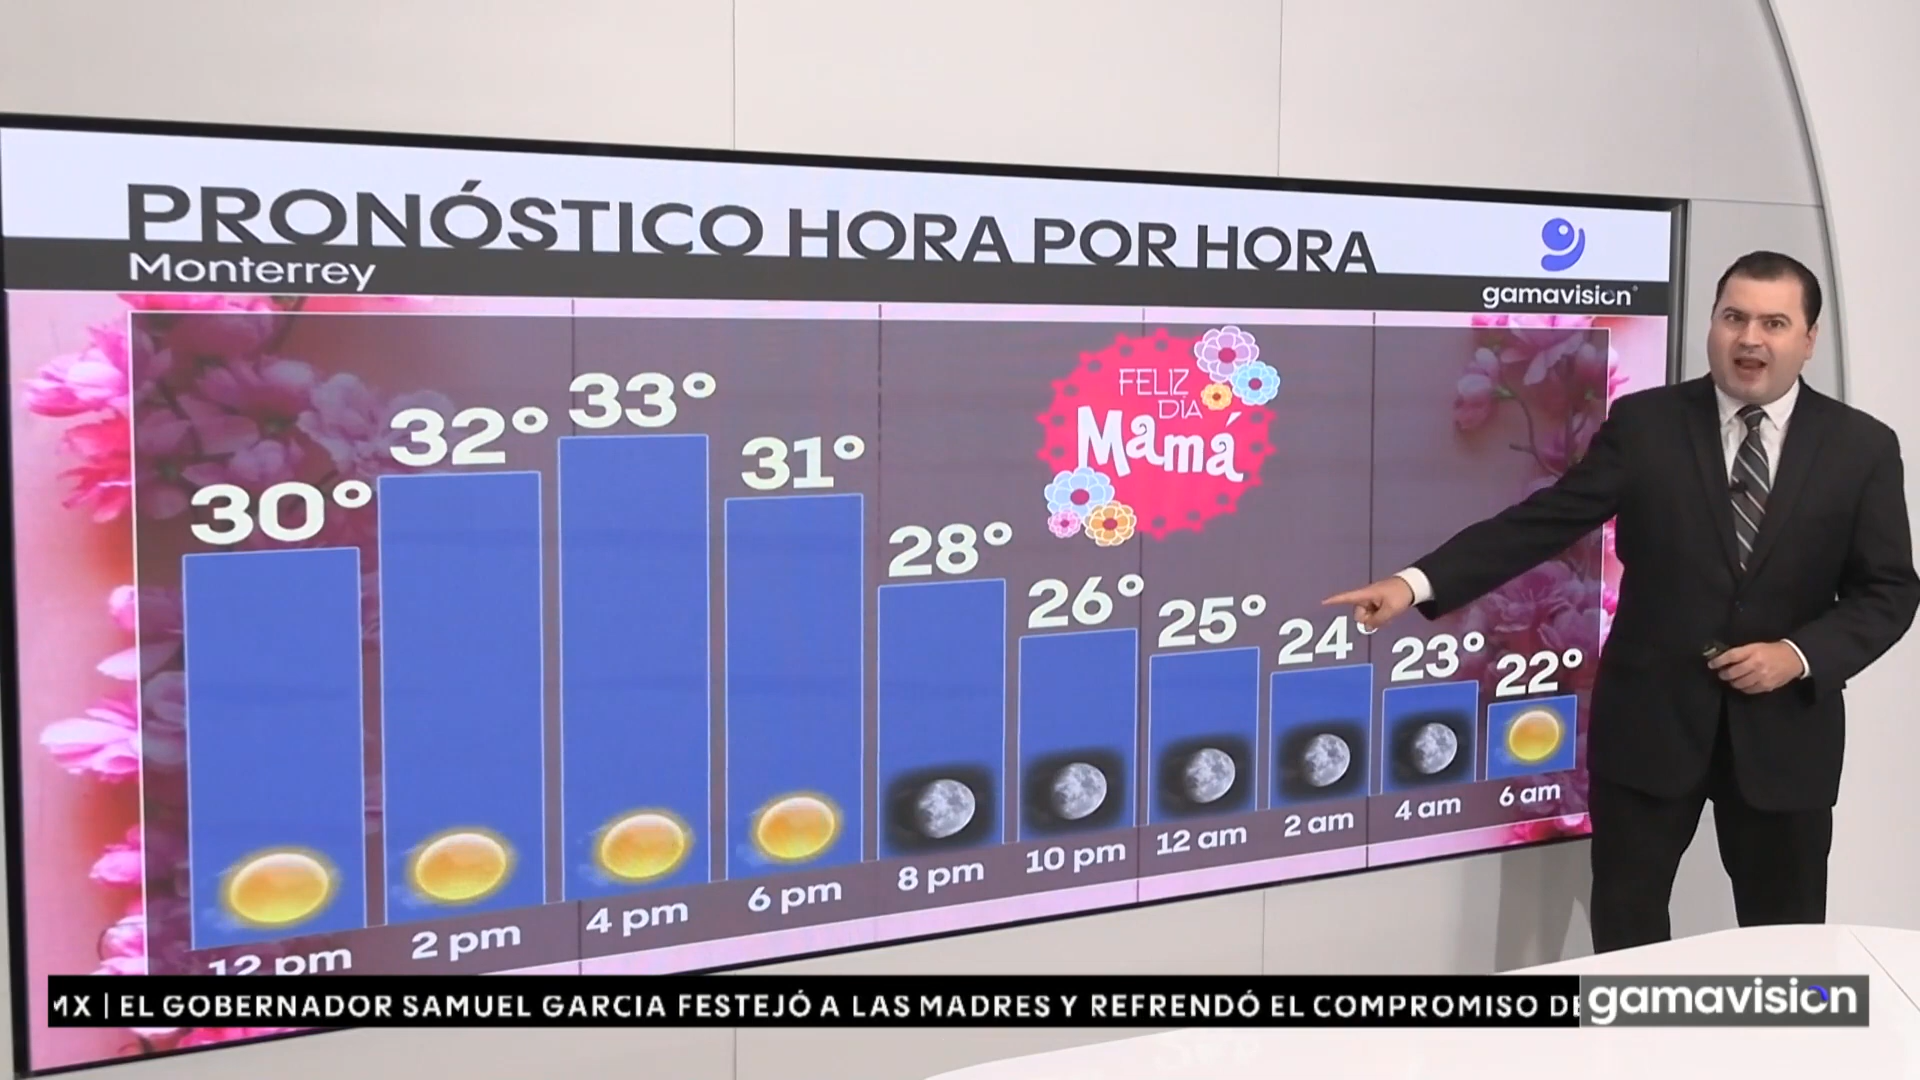 PRONÓSTICO HORA POR HORA
Monterrey
gamavision
FELIZ
DÍA
Mamá
30° 32° 33° 31° 28° 26° 25° 24° 23° 22°
12 pm 2 pm 4 pm 6 pm 8 pm 10 pm 12 am 2 am 4 am 6 am
MX | EL GOBERNADOR SAMUEL GARCIA FESTEJÓ A LAS MADRES Y REFRENDÓ EL COMPROMISO DE
gamavision